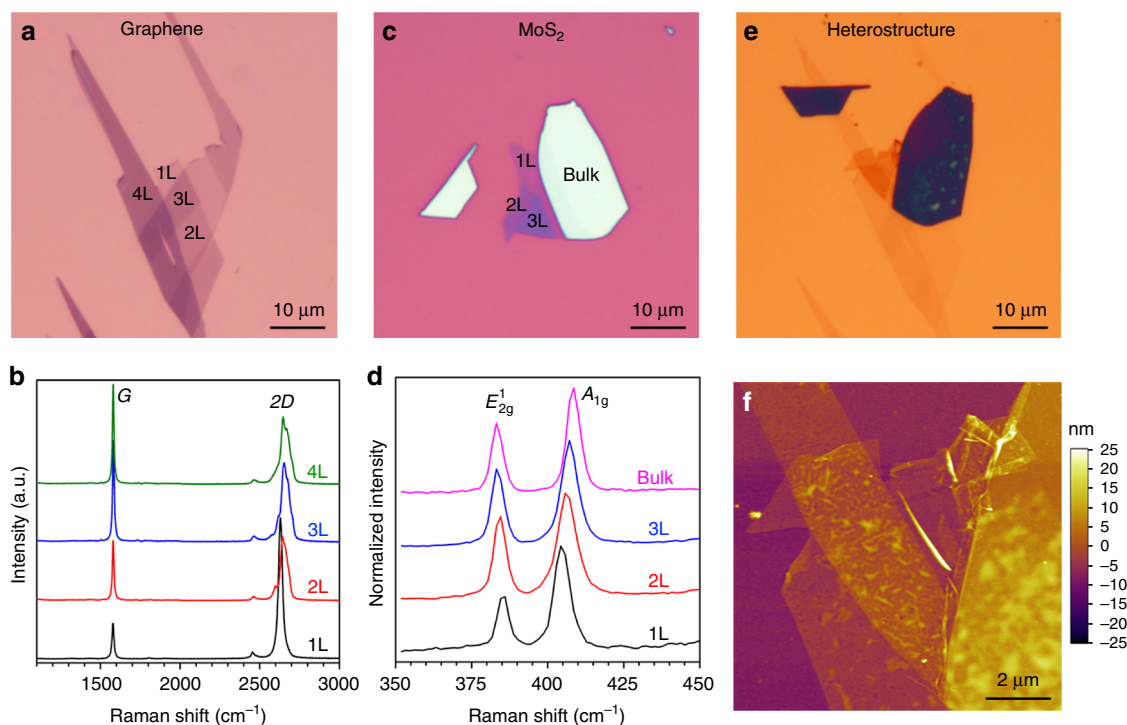 a
Graphene
1L
4L
3L
2L
10 μm
c
MoS2
1L
Bulk
2L
3L
10 μm
e
Heterostructure
10 μm
b
G
2D
4L
3L
2L
1L
Intensity (a.u.)
1500
2000
2500
3000
Raman shift (cm−1)
d
E12g
A1g
Bulk
3L
2L
1L
Normalized intensity
350
375
400
425
450
Raman shift (cm−1)
f
2 μm
nm
25
20
15
10
5
0
−5
−10
−15
−20
−25